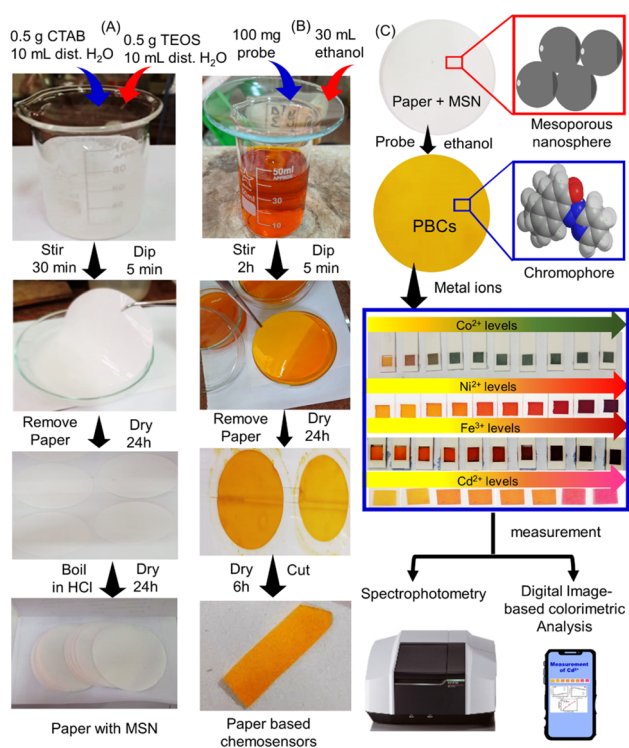 (A)
0.5 g CTAB
10 mL dist. H₂O
0.5 g TEOS
10 mL dist. H₂O
Stir
30 min
Dip
5 min
Remove
Paper
Dry
24h
Boil
in HCl
Dry
24h
Paper with MSN
(B)
100 mg
probe
30 mL
ethanol
50ml
APPROX
30
10
Stir
2h
Dip
5 min
Remove
Paper
Dry
24h
Dry
6h
Cut
Paper based
chemosensors
(C)
Paper + MSN
Mesoporous
nanosphere
Probe
ethanol
PBCs
Chromophore
Metal ions
Co²⁺ levels
Ni²⁺ levels
Fe³⁺ levels
Cd²⁺ levels
measurement
Spectrophotometry
Digital Image-
based colorimetric
Analysis
Measurement
of Cd²⁺